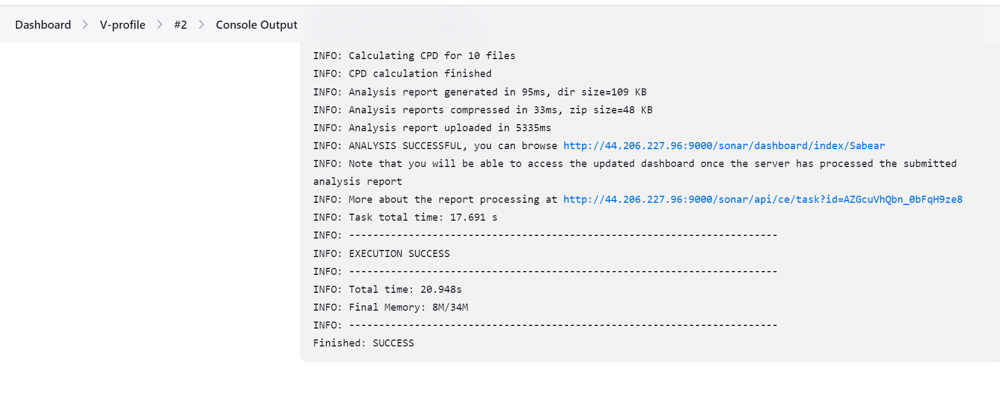 Dashboard > V-profile > #2 > Console Output
INFO: Calculating CPD for 10 files
INFO: CPD calculation finished
INFO: Analysis report generated in 95ms, dir size=109 KB
INFO: Analysis reports compressed in 33ms, zip size=48 KB
INFO: Analysis report uploaded in 5335ms
INFO: ANALYSIS SUCCESSFUL, you can browse http://44.206.227.96:9000/sonar/dashboard/index/Sabear
INFO: Note that you will be able to access the updated dashboard once the server has processed the submitted
analysis report
INFO: More about the report processing at http://44.206.227.96:9000/sonar/api/ce/task?id=AZGcuVhQbn_0bFqH9ze8
INFO: Task total time: 17.691 s
INFO: ------------------------------------------------------------------------
INFO: EXECUTION SUCCESS
INFO: ------------------------------------------------------------------------
INFO: Total time: 20.948s
INFO: Final Memory: 8M/34M
INFO: ------------------------------------------------------------------------
Finished: SUCCESS